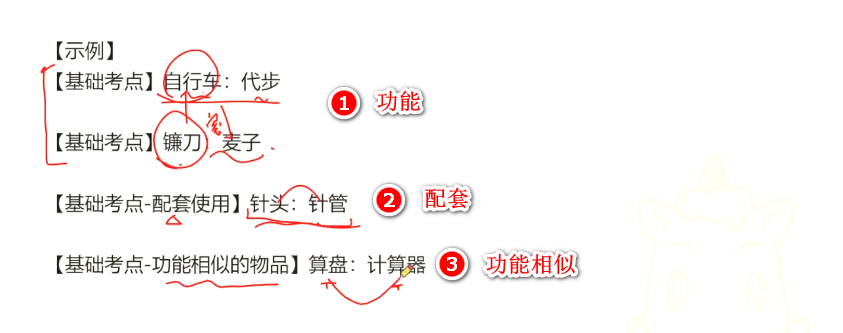 【示例】
【基础考点】自行车：代步
1 功能
【基础考点】镰刀：麦子
【基础考点-配套使用】针头：针管
2 配套
【基础考点-功能相似的物品】算盘：计算器
3 功能相似